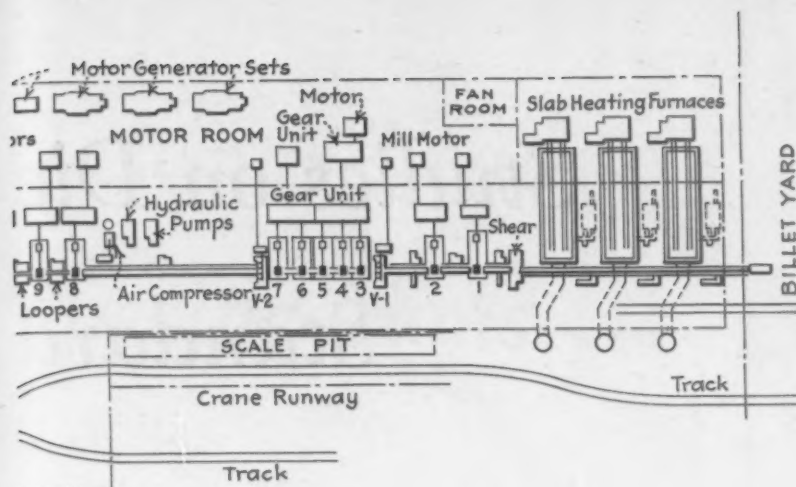 Motor Generator Sets
Motor
FAN
ROOM
Slab Heating Furnaces
Gear
Unit
MOTOR ROOM
Mill Motor
BILLET YARD
Hydraulic
Pumps
Gear Unit
Shear
9
8
Air Compressor
V-2
7
6
5
4
3
V-1
2
1
Loopers
SCALE PIT
Crane Runway
Track
Track